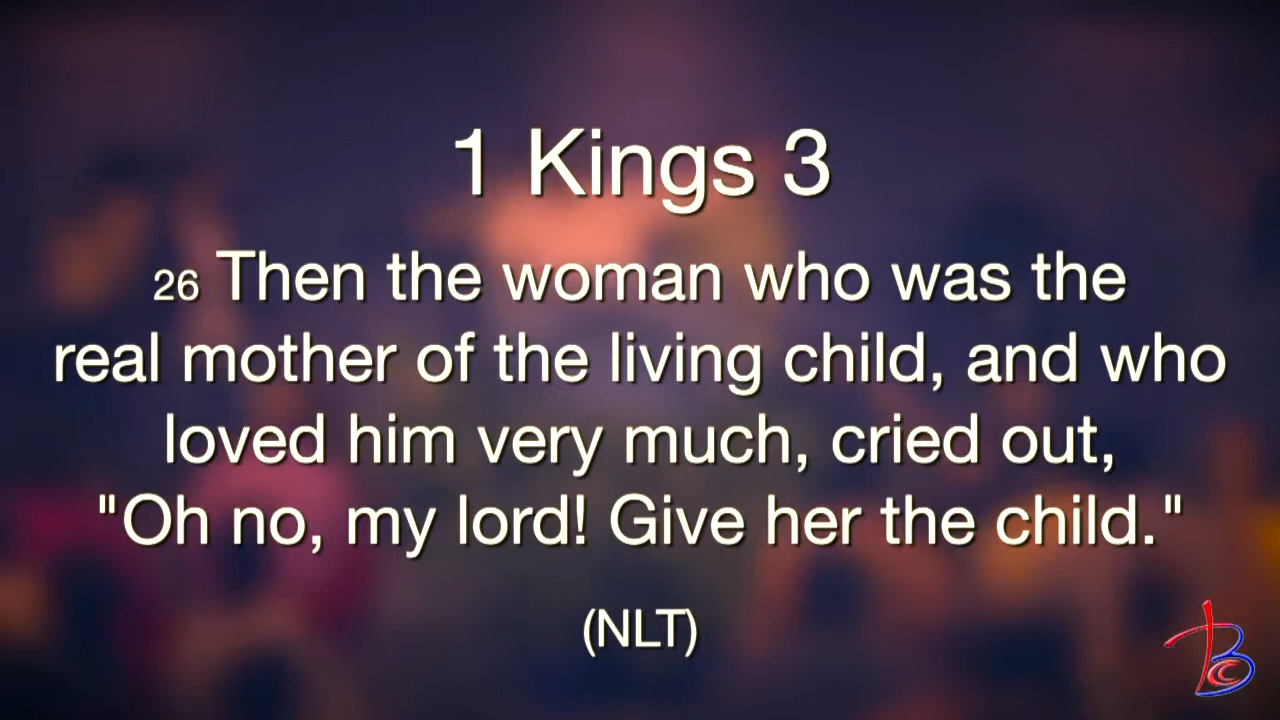 1 Kings 3
26 Then the woman who was the
real mother of the living child, and who
loved him very much, cried out,
"Oh no, my lord! Give her the child."
(NLT)
BCC